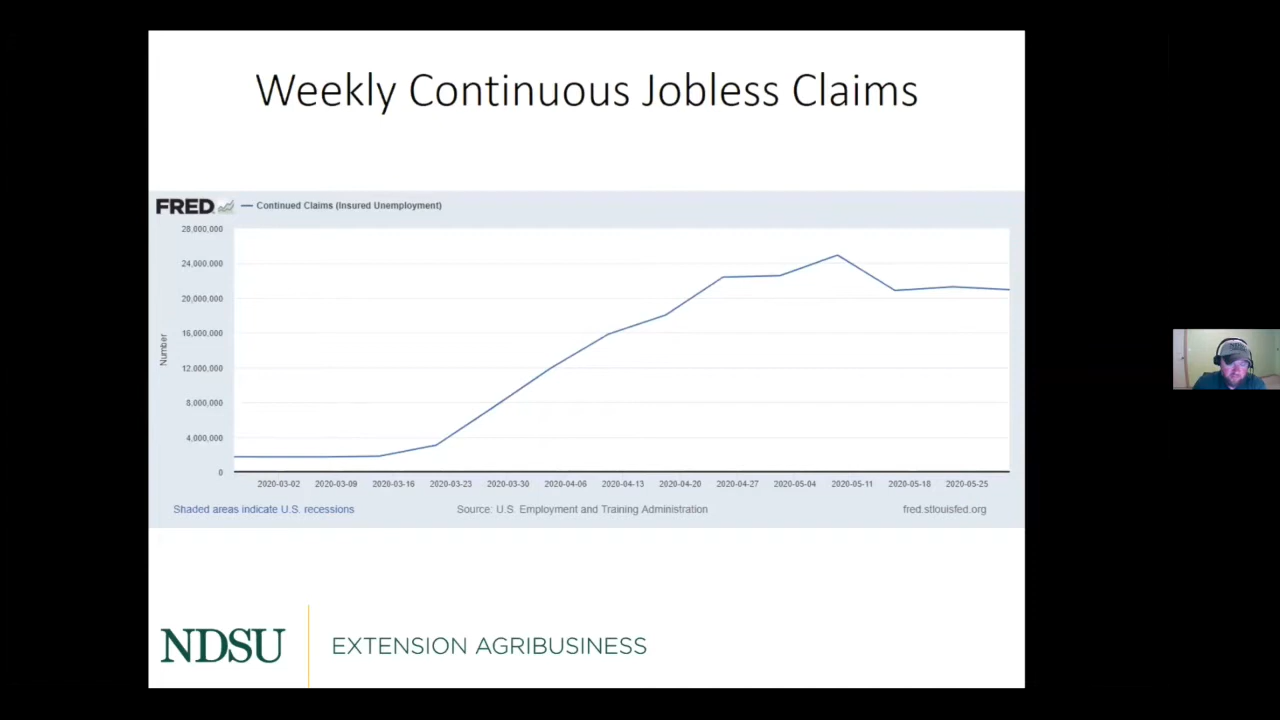 Weekly Continuous Jobless Claims
FRED — Continued Claims (Insured Unemployment)
28,000,000
24,000,000
20,000,000
16,000,000
12,000,000
8,000,000
4,000,000
0
Number
2020-03-02 2020-03-09 2020-03-16 2020-03-23 2020-03-30 2020-04-06 2020-04-13 2020-04-20 2020-04-27 2020-05-04 2020-05-11 2020-05-18 2020-05-25
Shaded areas indicate U.S. recessions Source: U.S. Employment and Training Administration fred.stlouisfed.org
NDSU EXTENSION AGRIBUSINESS